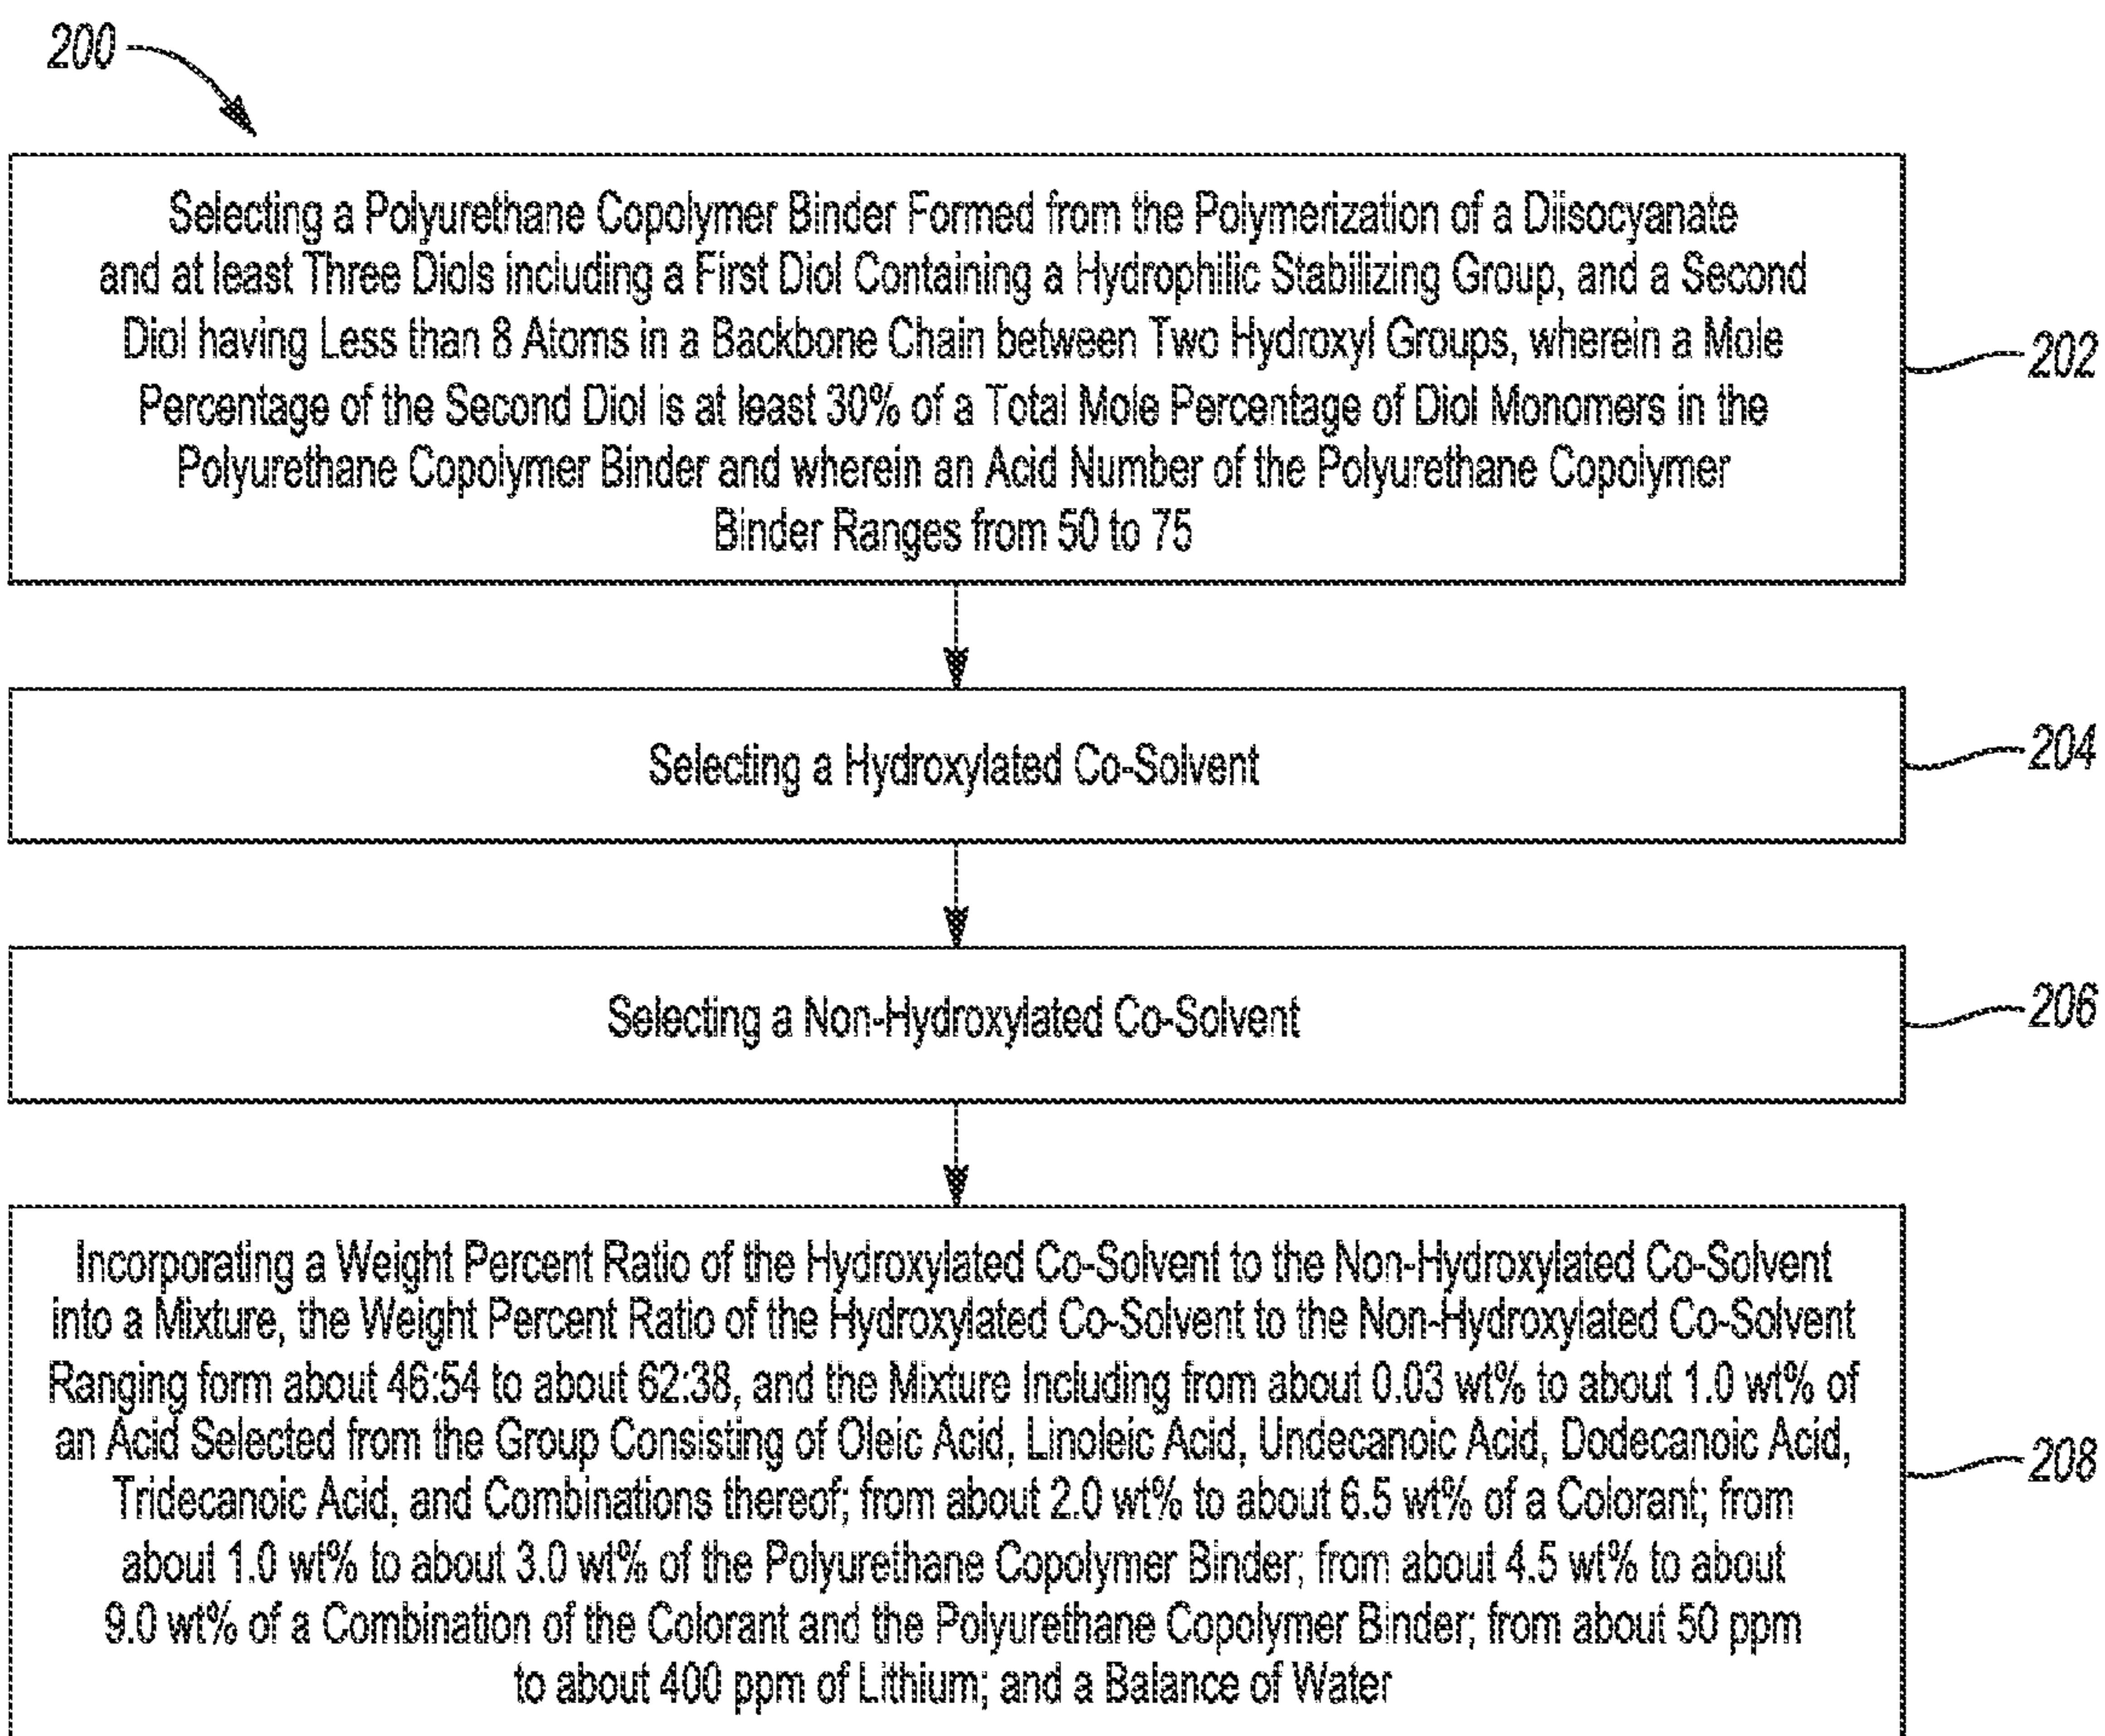 200
Selecting a Polyurethane Copolymer Binder Formed from the Polymerization of a Diisocyanate
and at least Three Diols including a First Diol Containing a Hydrophilic Stabilizing Group, and a Second
Diol having Less than 8 Atoms in a Backbone Chain between Two Hydroxyl Groups, wherein a Mole
Percentage of the Second Diol is at least 30% of a Total Mole Percentage of Diol Monomers in the
Polyurethane Copolymer Binder and wherein an Acid Number of the Polyurethane Copolymer
Binder Ranges from 50 to 75
202
Selecting a Hydroxylated Co-Solvent
204
Selecting a Non-Hydroxylated Co-Solvent
206
Incorporating a Weight Percent Ratio of the Hydroxylated Co-Solvent to the Non-Hydroxylated Co-Solvent
into a Mixture, the Weight Percent Ratio of the Hydroxylated Co-Solvent to the Non-Hydroxylated Co-Solvent
Ranging form about 46:54 to about 62:38, and the Mixture Including from about 0.03 wt% to about 1.0 wt% of
an Acid Selected from the Group Consisting of Oleic Acid, Linoleic Acid, Undecanoic Acid, Dodecanoic Acid,
Tridecanoic Acid, and Combinations thereof; from about 2.0 wt% to about 6.5 wt% of a Colorant; from
about 1.0 wt% to about 3.0 wt% of the Polyurethane Copolymer Binder; from about 4.5 wt% to about
9.0 wt% of a Combination of the Colorant and the Polyurethane Copolymer Binder; from about 50 ppm
to about 400 ppm of Lithium; and a Balance of Water
208